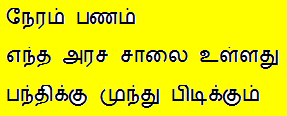 நேரம் பணம்
எந்த அரச சாலை உள்ளது
பந்திக்கு முந்து பிடிக்கும்